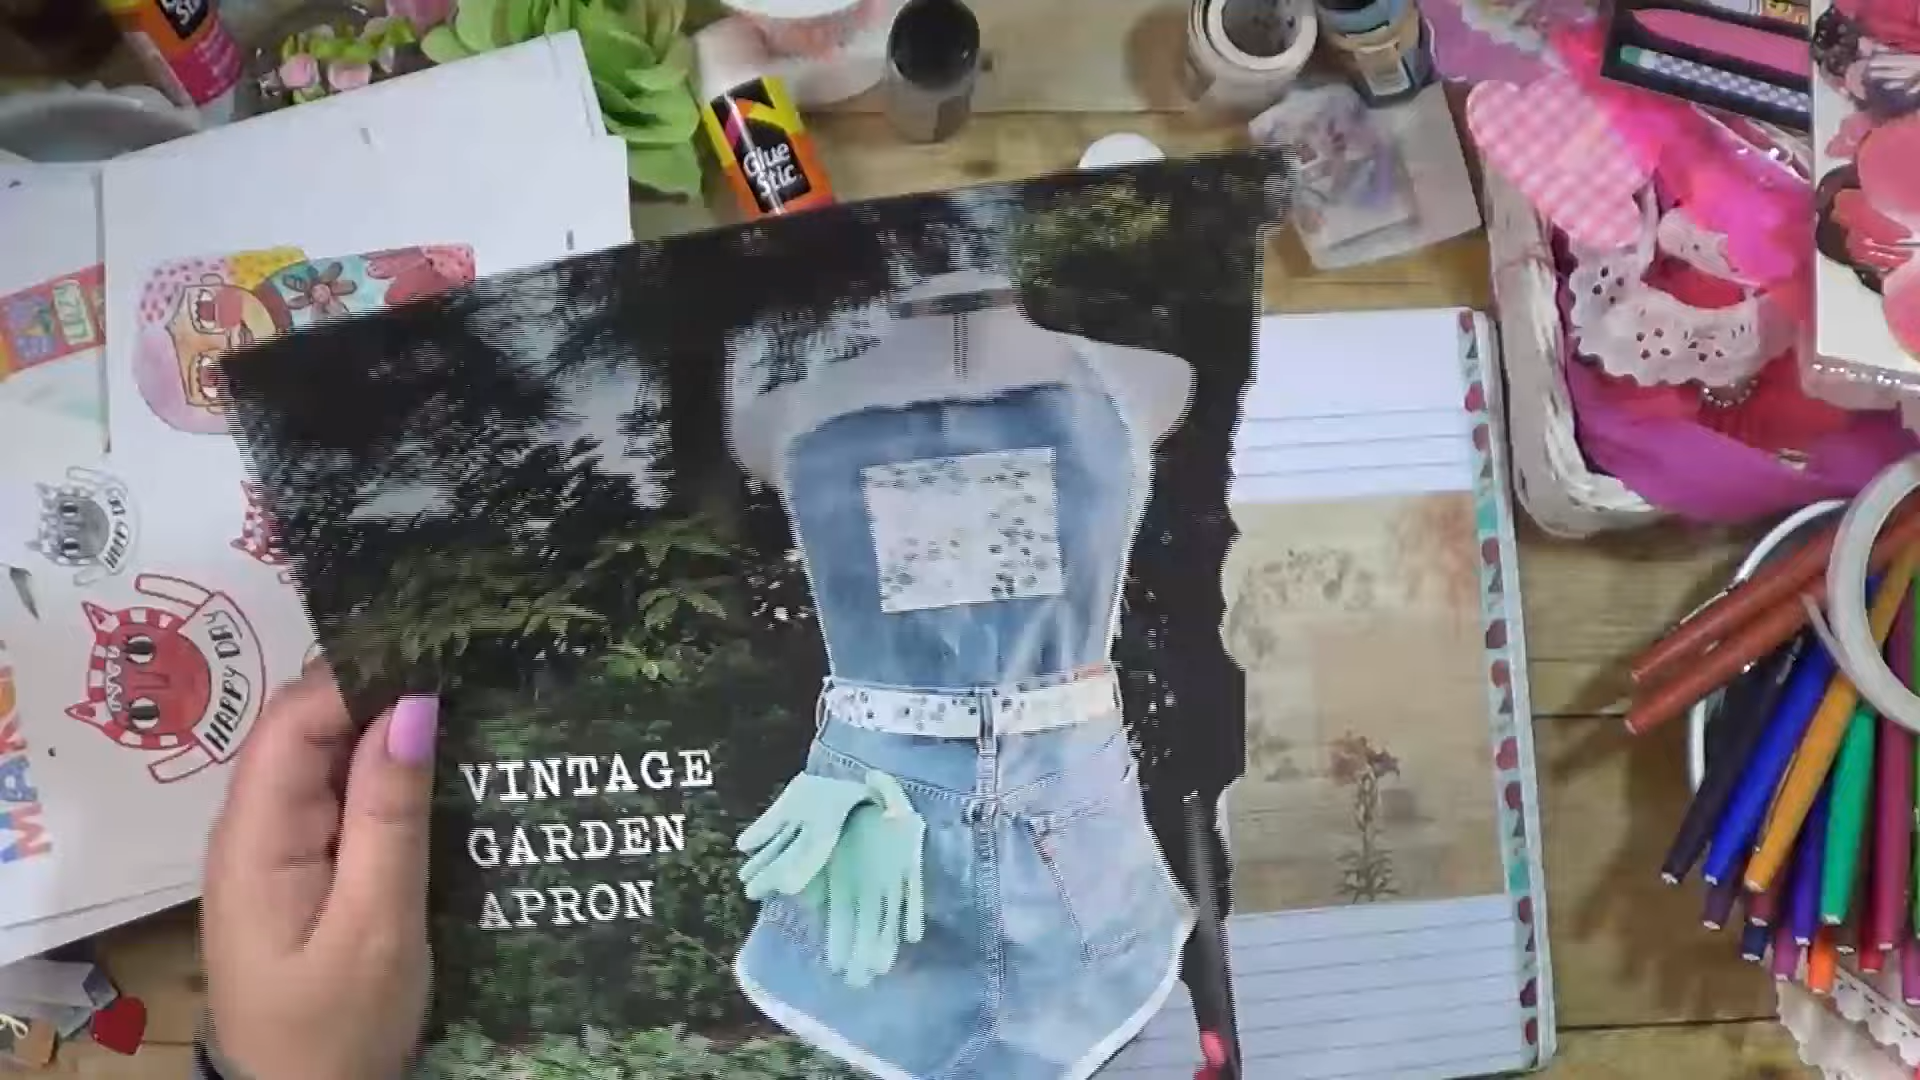 Glue
Stic
VINTAGE
GARDEN
APRON
HAPPY DAY
HAPPY DAY